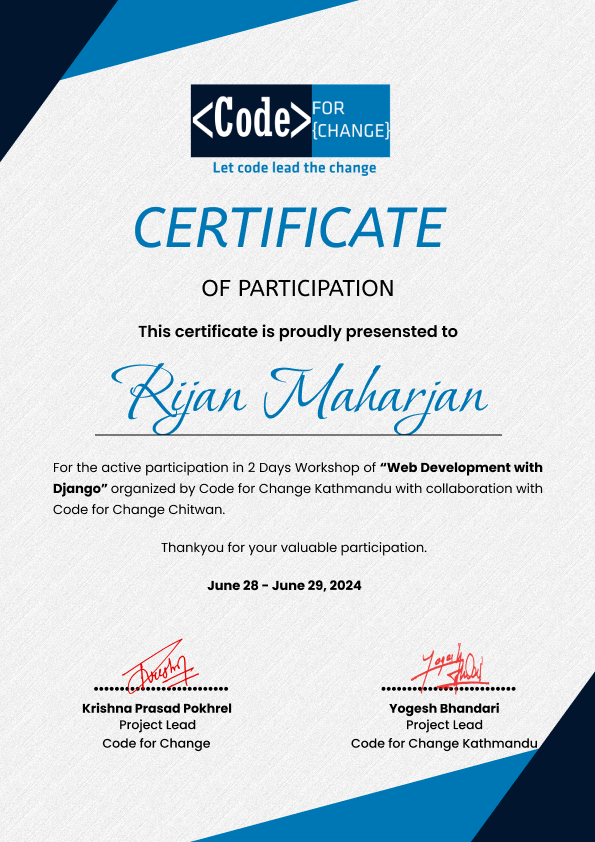 <Code> FOR
{CHANGE}
Let code lead the change
CERTIFICATE
OF PARTICIPATION
This certificate is proudly presensted to
Rijan Maharjan
For the active participation in 2 Days Workshop of “Web Development with
Django” organized by Code for Change Kathmandu with collaboration with
Code for Change Chitwan.
Thankyou for your valuable participation.
June 28 - June 29, 2024
Krishna Prasad Pokhrel
Project Lead
Code for Change
Yogesh Bhandari
Project Lead
Code for Change Kathmandu